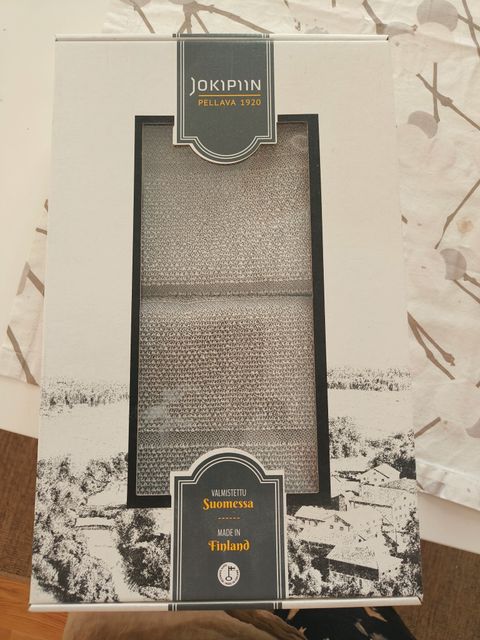 JOKIPIIN
PELLAVA 1920
VALMISTETTU
Suomessa
MADE IN
Finland